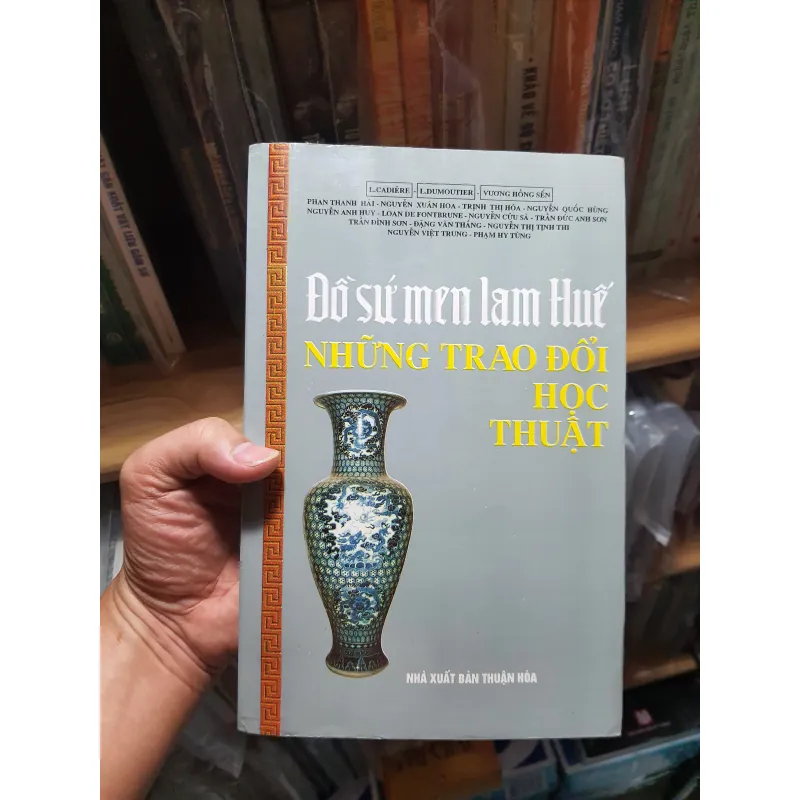 L.CADIÈRE - L.DUMOUTIER - VƯƠNG HỒNG SỂN
PHAN THANH HẢI - NGUYỄN XUÂN HOA - TRỊNH THỊ HÒA - NGUYỄN QUỐC HÙNG
NGUYỄN ANH HUY - LOAN DE FONTBRUNE - NGUYỄN CỬU SÀ - TRẦN ĐỨC ANH SƠN
TRẦN ĐÌNH SƠN - ĐẶNG VĂN THẮNG - NGUYỄN THỊ TỊNH THI
NGUYỄN VIỆT TRUNG - PHẠM HY TÙNG
Đồ sứ men lam Huế
NHỮNG TRAO ĐỔI
HỌC
THUẬT
NHÀ XUẤT BẢN THUẬN HÓA
KHẢO VỀ ĐỒ